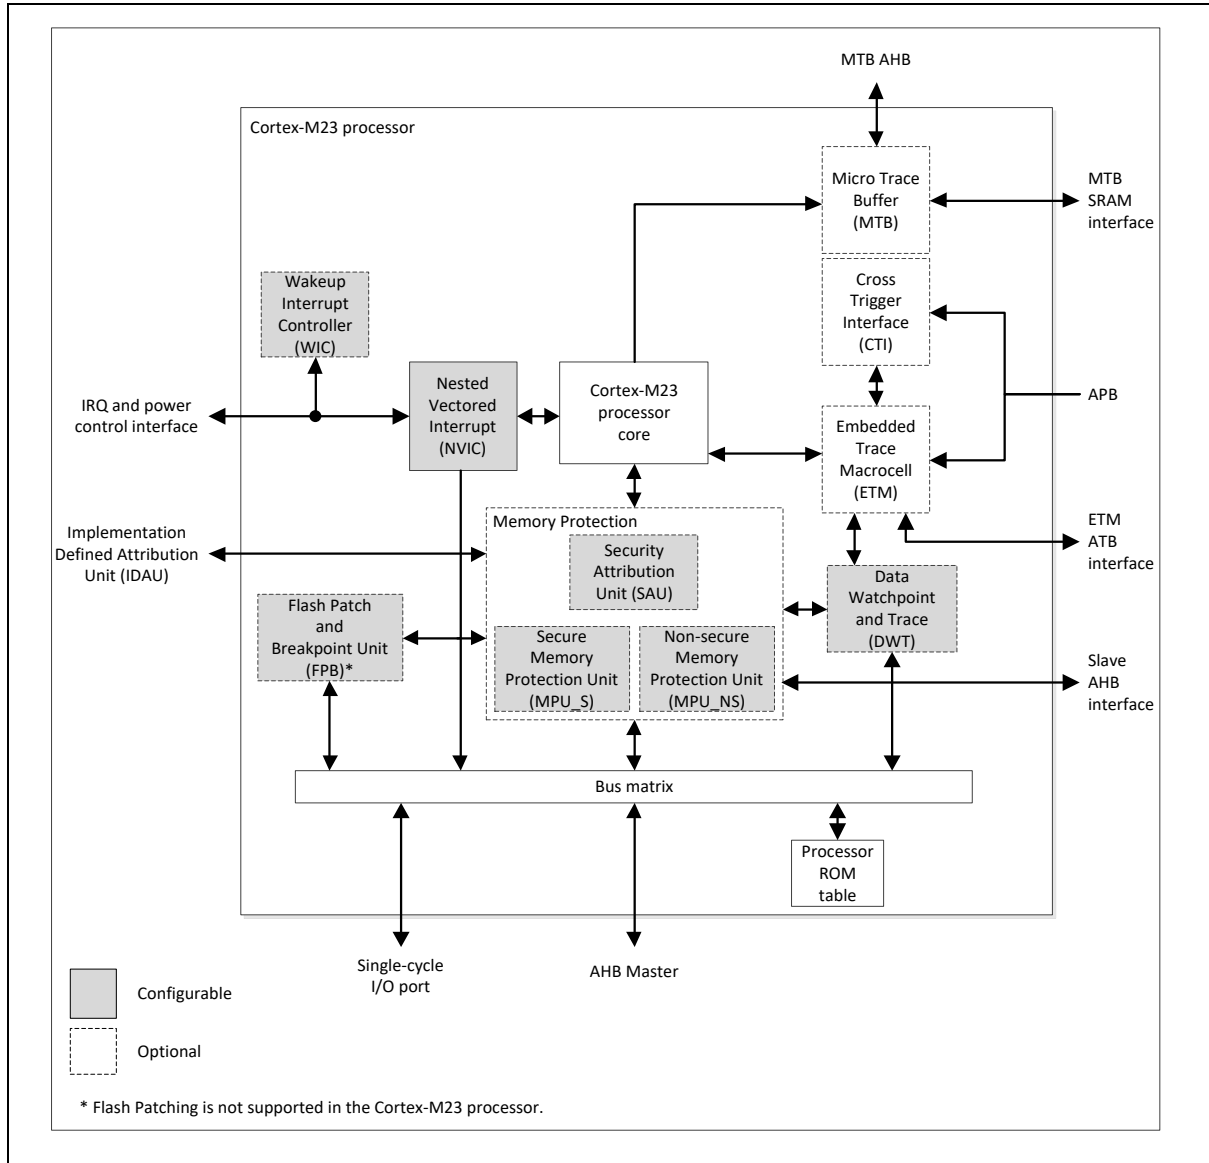 MTB AHB
Cortex-M23 processor
Micro Trace
Buffer
(MTB)
MTB
SRAM
interface
Wakeup
Interrupt
Controller
(WIC)
Cross
Trigger
Interface
(CTI)
IRQ and power
control interface
Nested
Vectored
Interrupt
(NVIC)
Cortex-M23
processor
core
APB
Embedded
Trace
Macrocell
(ETM)
Implementation
Defined Attribution
Unit (IDAU)
Memory Protection
Security
Attribution
Unit (SAU)
ETM
ATB
interface
Flash Patch
and
Breakpoint Unit
(FPB)*
Secure
Memory
Protection Unit
(MPU_S)
Non-secure
Memory
Protection Unit
(MPU_NS)
Data
Watchpoint
and Trace
(DWT)
Slave
AHB
interface
Bus matrix
Processor
ROM
table
Single-cycle
I/O port
AHB Master
Configurable
Optional
* Flash Patching is not supported in the Cortex-M23 processor.